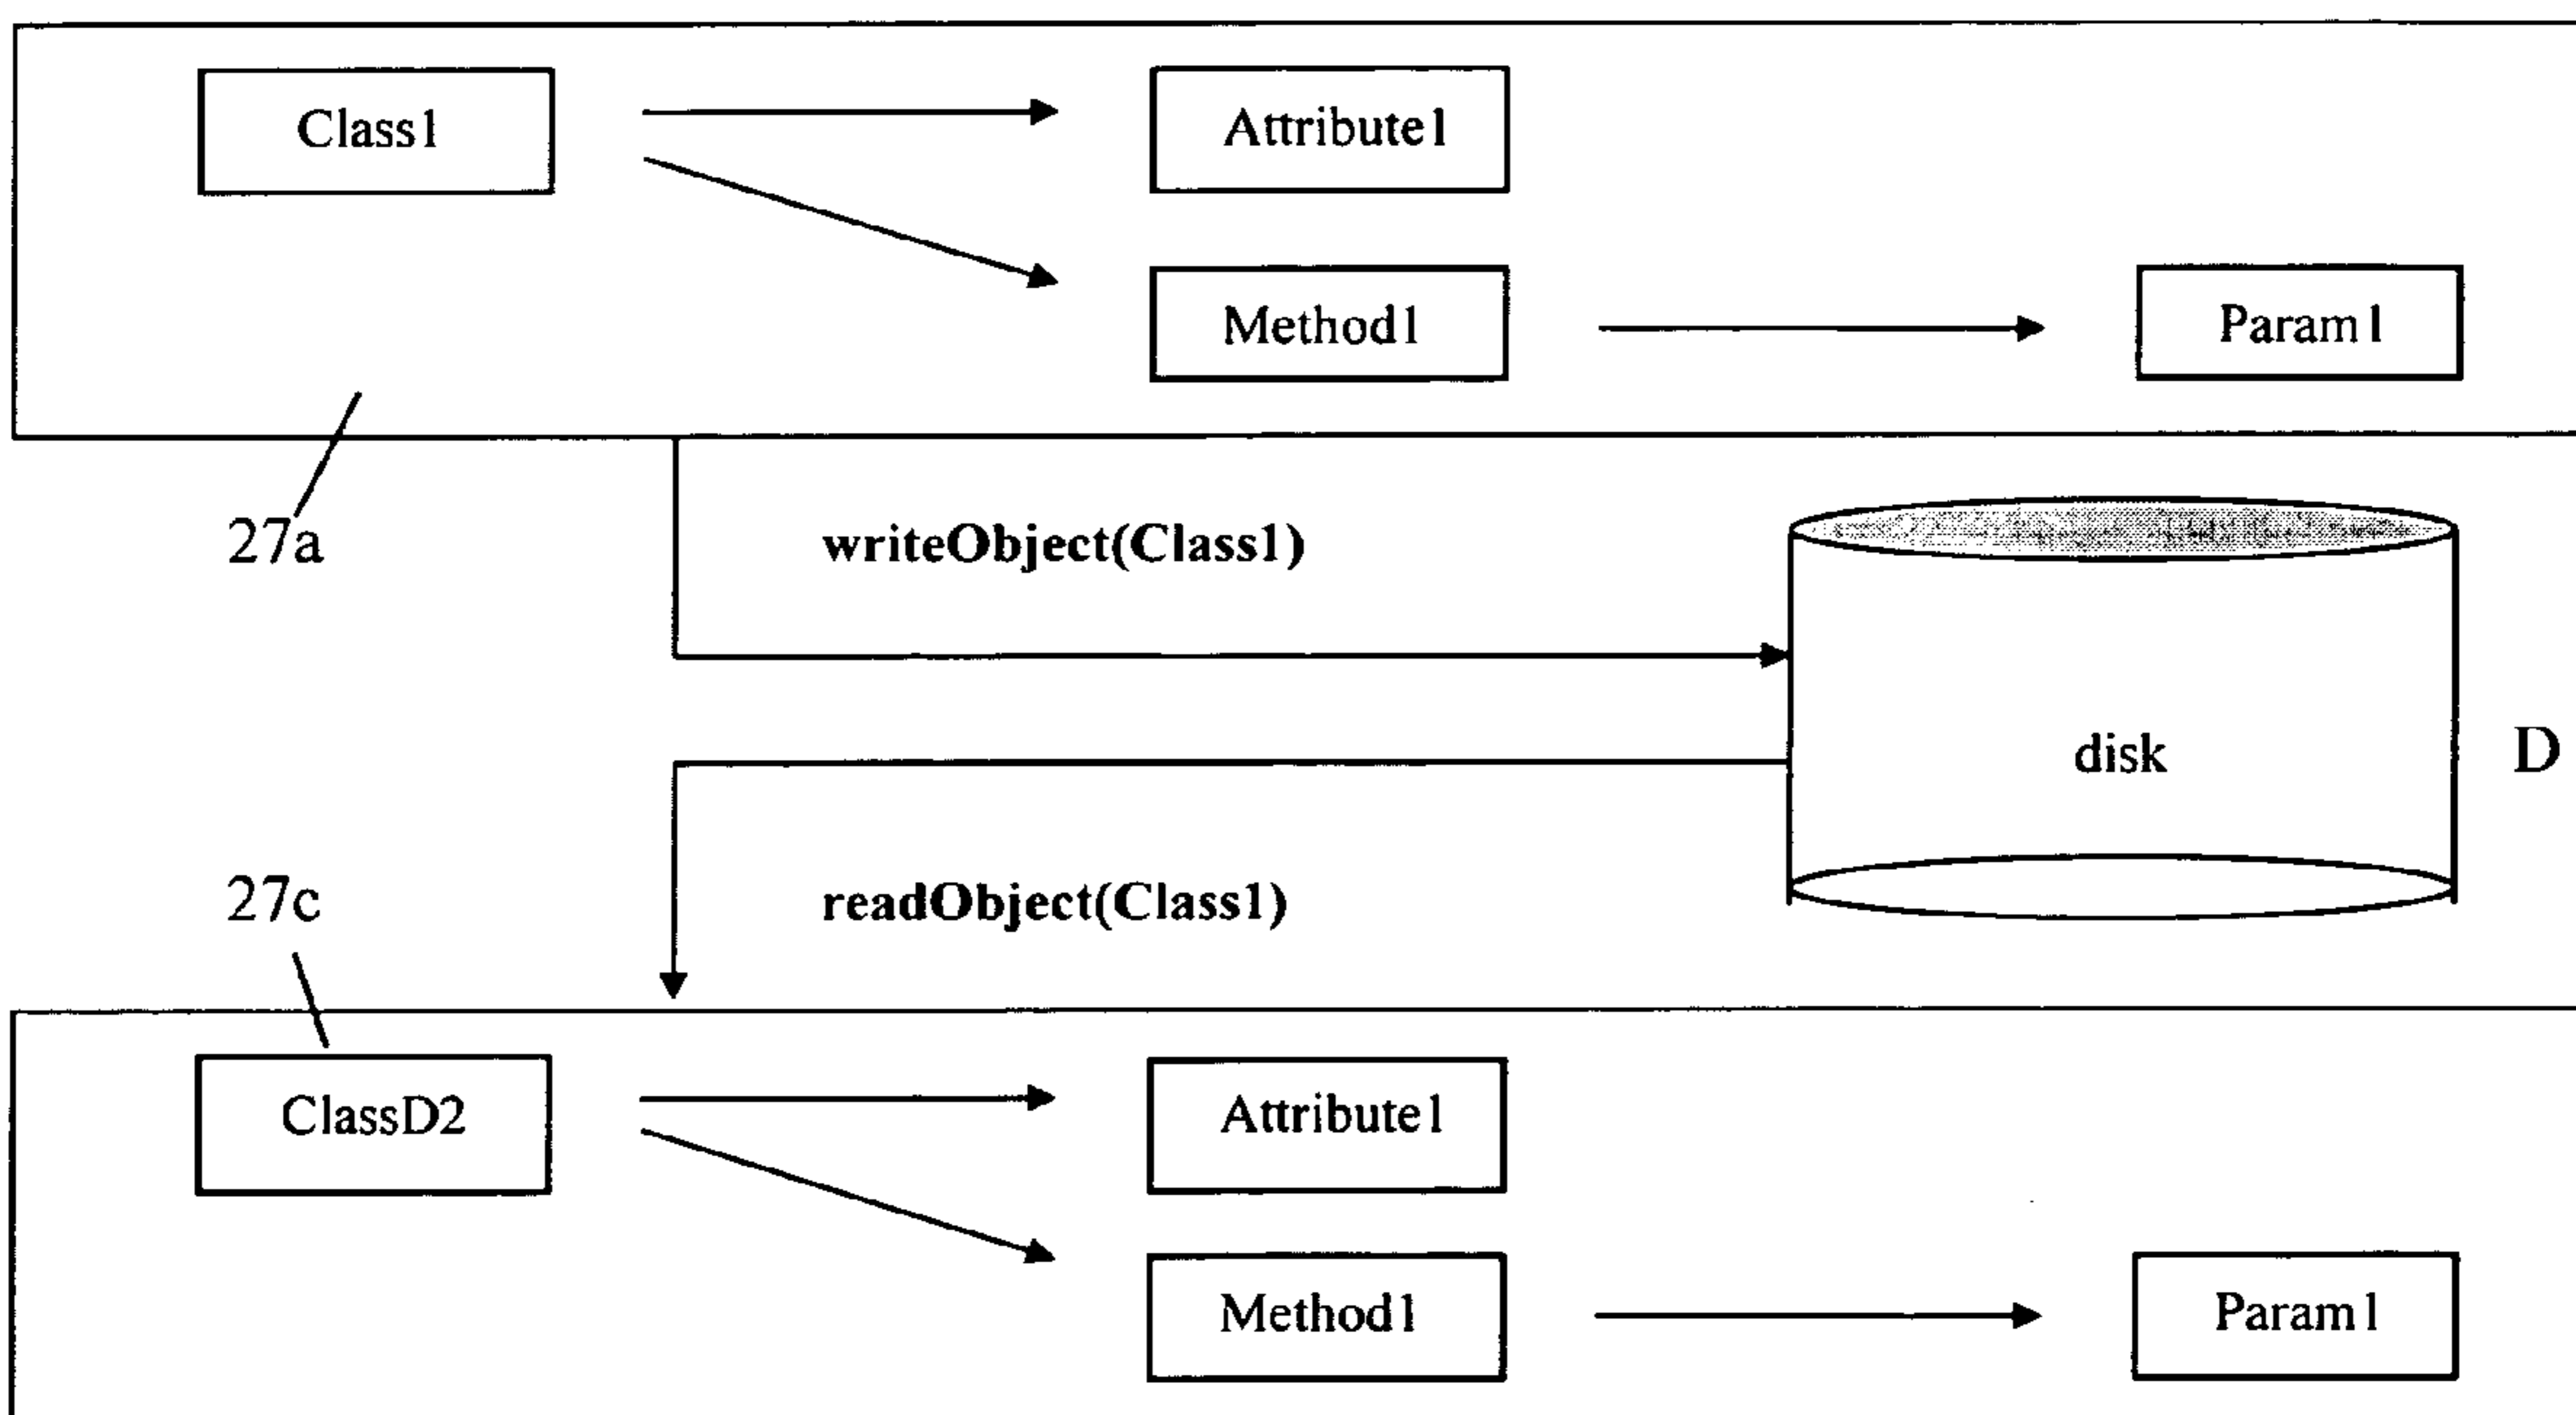 Class1
Attribute1
Method1
Param1
27a
writeObject(Class1)
disk
D
27c
readObject(Class1)
ClassD2
Attribute1
Method1
Param1